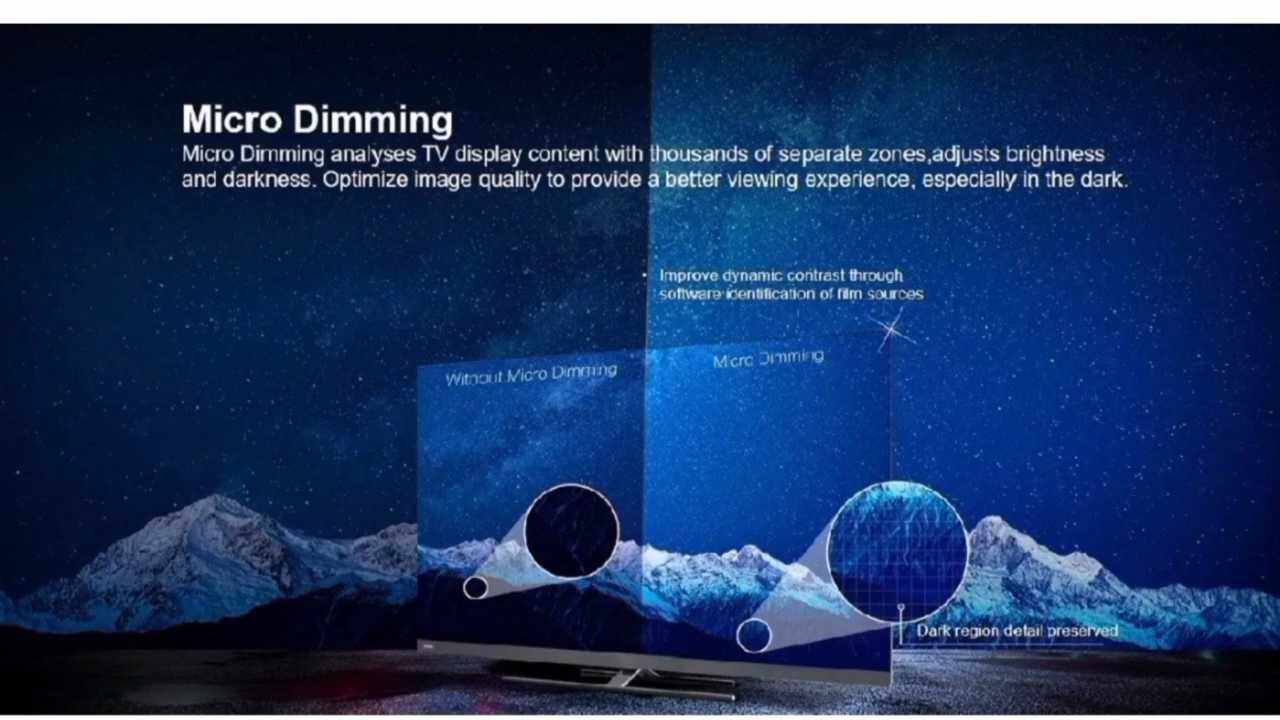 Micro Dimming
Micro Dimming analyses TV display content with thousands of separate zones,adjusts brightness
and darkness. Optimize image quality to provide a better viewing experience, especially in the dark.
• Improve dynamic contrast through
software identification of film sources
Without Micro Dimming
Micro Dimming
Dark region detail preserved